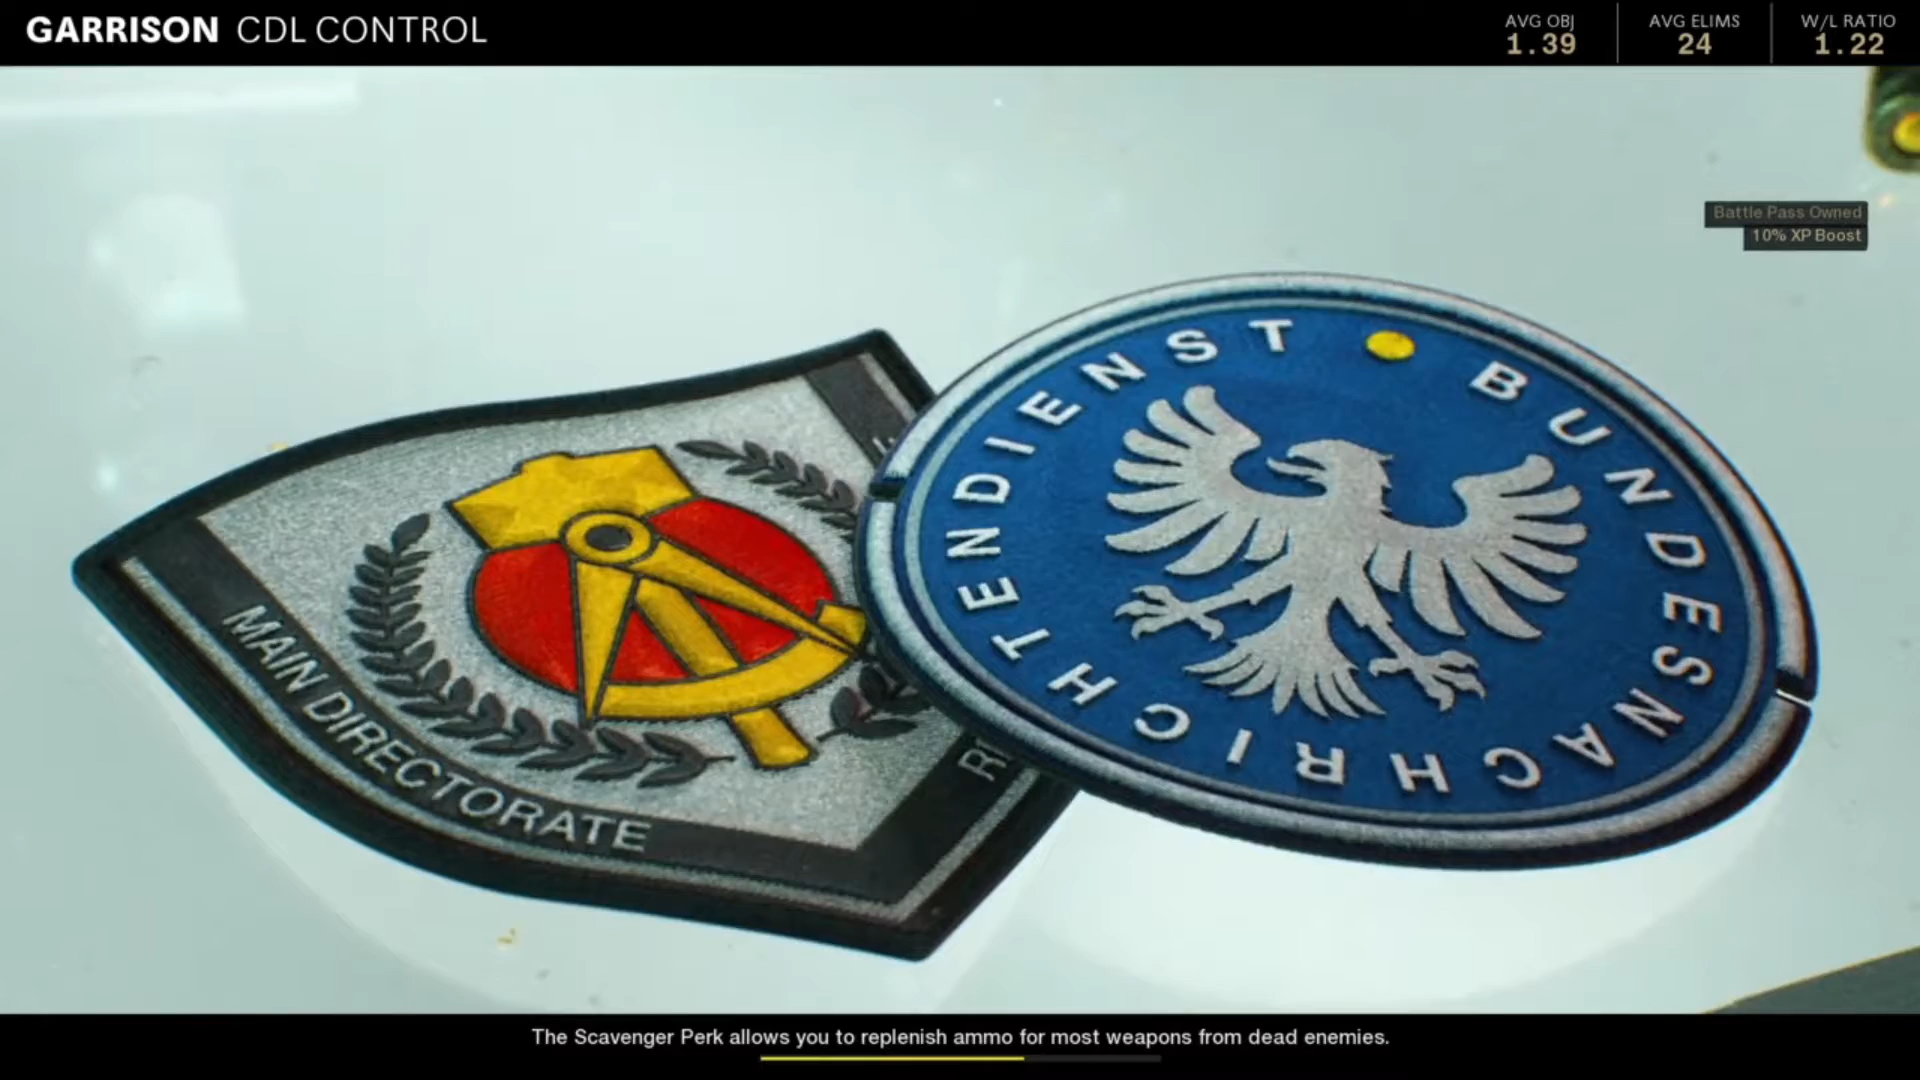 GARRISON CDL CONTROL
AVG OBJ
1.39
AVG ELIMS
24
W/L RATIO
1.22
Battle Pass Owned
10% XP Boost
BUNDESNACHRICHTENDIENST
MAIN DIRECTORATE
The Scavenger Perk allows you to replenish ammo for most weapons from dead enemies.